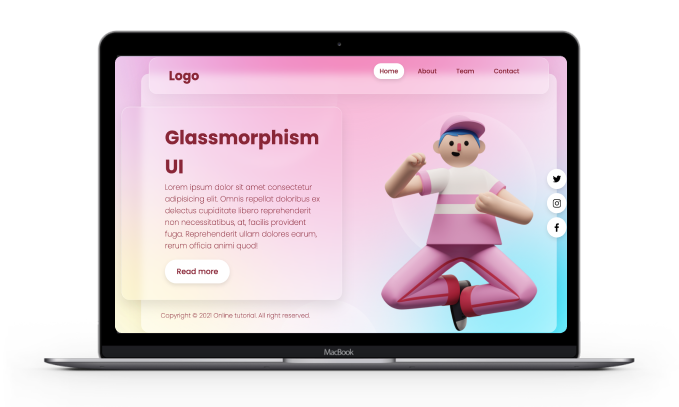 Logo
Home About Team Contact
Glassmorphism
UI
Lorem ipsum dolor sit amet consectetur
adipisicing elit. Omnis repellat doloribus ex
delectus cupiditate libero reprehenderit
non necessitatibus, at, facilis provident
fuga. Reprehenderit ullam dolores earum,
rerum officia animi quod!
Read more
Copyright © 2021 Online tutorial. All right reserved.
MacBook